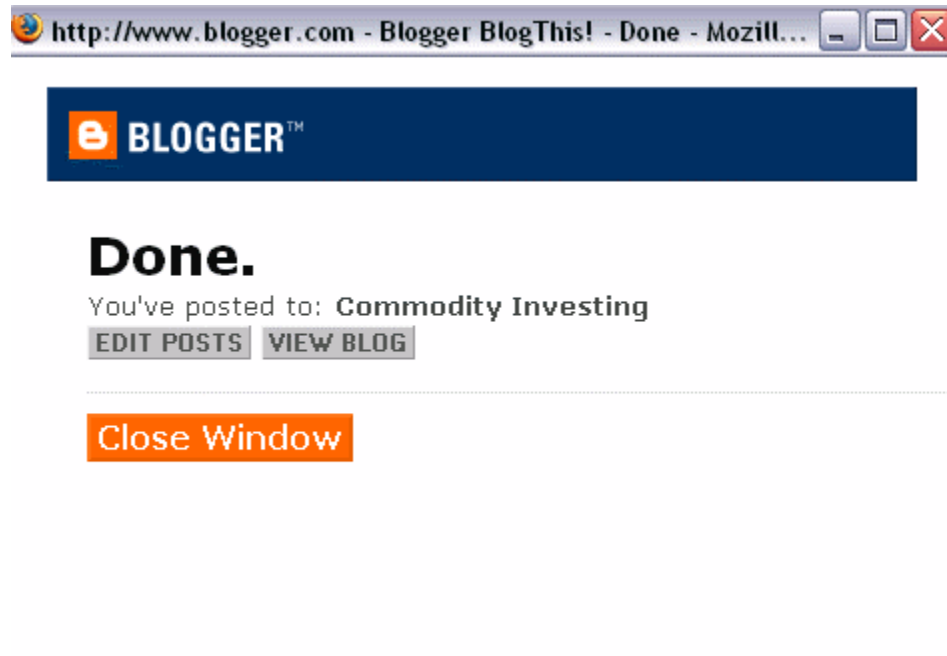 http://www.blogger.com - Blogger BlogThis! - Done - Mozill...
BLOGGER™
Done.
You've posted to: Commodity Investing
EDIT POSTS VIEW BLOG
Close Window